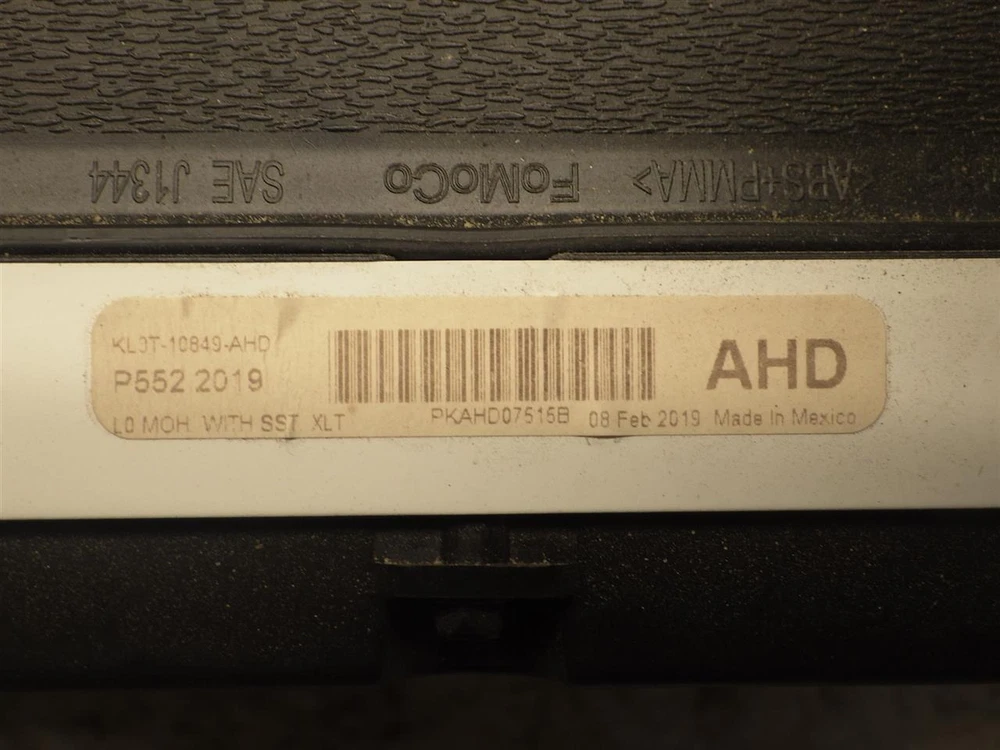 SAE J1344 FoMoCo >ABS+PMMA<
KL3T-10849-AHD
P552 2019
AHD
L0 MOH WITH SST XLT
PKAHD07515B 08 Feb 2019 Made In Mexico